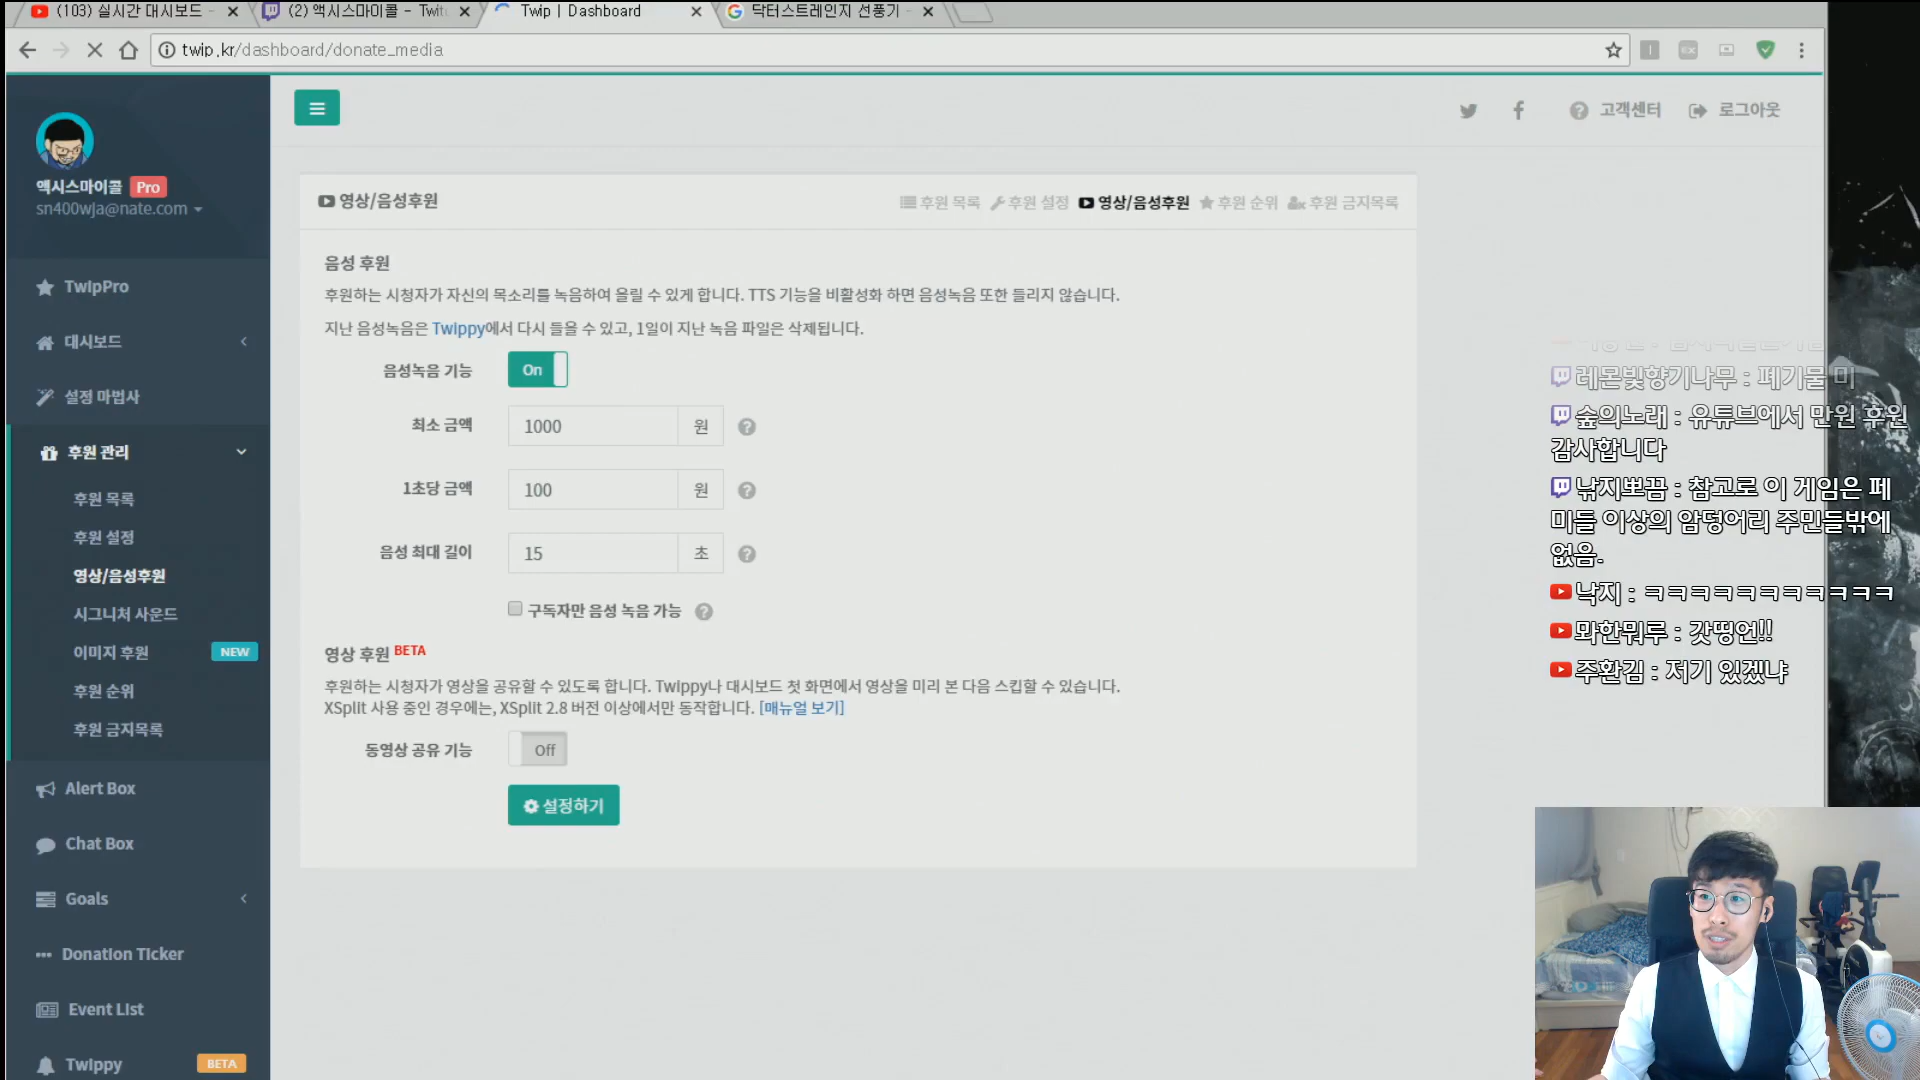 (103) 실시간 대시보드 -
(2) 액시스마이콜 - Twit
Twip | Dashboard
닥터스트레인지 선풍기 -
twip.kr/dashboard/donate_media
고객센터
로그아웃
액시스마이콜 Pro
sn400wja@nate.com
TwipPro
대시보드
설정 마법사
후원 관리
후원 목록
후원 설정
영상/음성후원
시그니처 사운드
이미지 후원 NEW
후원 순위
후원 금지목록
Alert Box
Chat Box
Goals
Donation Ticker
Event List
Twippy BETA
영상/음성후원
후원 목록 후원 설정 영상/음성후원 후원 순위 후원 금지목록
음성 후원
후원하는 시청자가 자신의 목소리를 녹음하여 올릴 수 있게 합니다. TTS 기능을 비활성화 하면 음성녹음 또한 들리지 않습니다.
지난 음성녹음은 Twippy에서 다시 들을 수 있고, 1일이 지난 녹음 파일은 삭제됩니다.
음성녹음 기능 On
최소 금액 1000 원
1초당 금액 100 원
음성 최대 길이 15 초
구독자만 음성 녹음 가능
영상 후원 BETA
후원하는 시청자가 영상을 공유할 수 있도록 합니다. Twippy나 대시보드 첫 화면에서 영상을 미리 본 다음 스킵할 수 있습니다.
XSplit 사용 중인 경우에는, XSplit 2.8 버전 이상에서만 동작합니다. [매뉴얼 보기]
동영상 공유 기능 Off
설정하기
레몬빛향기나무 : 폐기물 미
숲의노래 : 유튜브에서 만원 후원
감사합니다
낚지뽀끔 : 참고로 이 게임은 페
미들 이상의 암덩어리 주민들밖에
없음.
낙지 : ㅋㅋㅋㅋㅋㅋㅋㅋㅋㅋㅋ
뫄한뭐루 : 갓띵언!!
주환김 : 저기 있겠냐